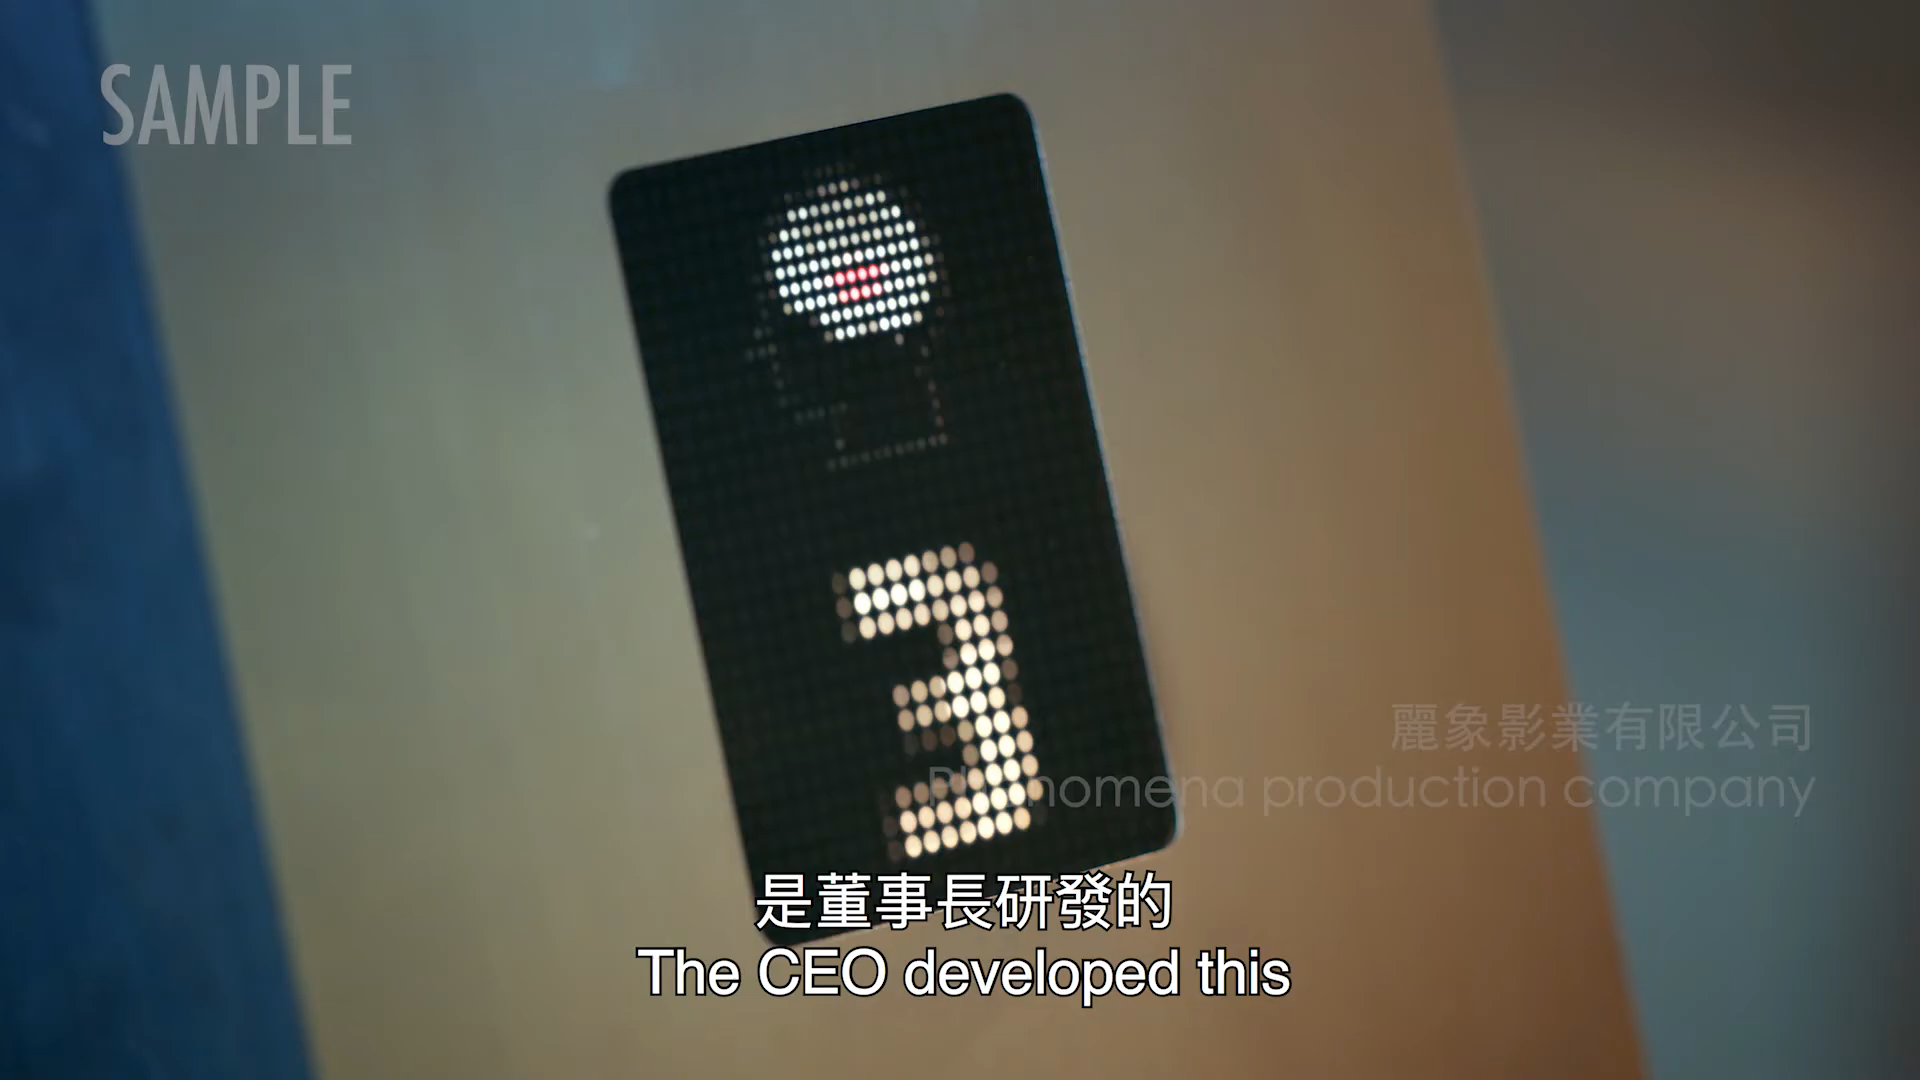 SAMPLE
3
麗象影業有限公司
Phenomena production company
是董事長研發的
The CEO developed this